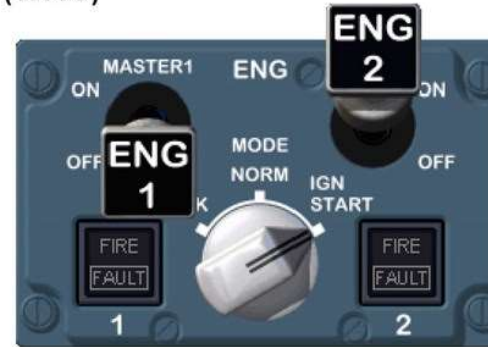 MASTER1
ENG
ENG
2
ON
ON
OFF
ENG
1
OFF
MODE
NORM
K
IGN
START
FIRE
FAULT
FIRE
FAULT
1
2